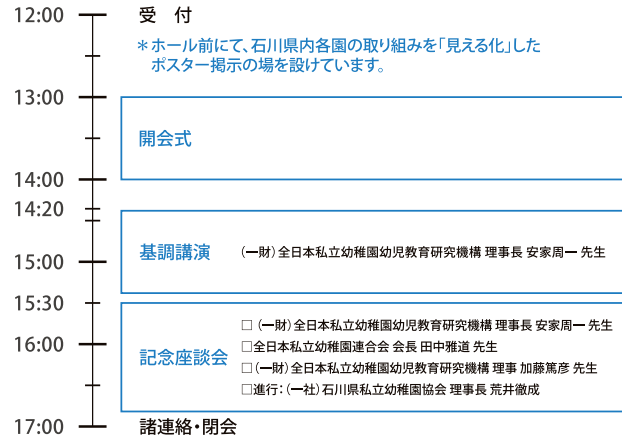 12:00 受 付
＊ホール前にて、石川県内各園の取り組みを「見える化」した
ポスター掲示の場を設けています。
13:00
開会式
14:00
14:20
基調講演 （一財）全日本私立幼稚園幼児教育研究機構 理事長 安家周一 先生
15:00
15:30
□（一財）全日本私立幼稚園幼児教育研究機構 理事長 安家周一 先生
16:00
□全日本私立幼稚園連合会 会長 田中雅道 先生
記念座談会
□（一財）全日本私立幼稚園幼児教育研究機構 理事 加藤篤彦 先生
□進行：（一社）石川県私立幼稚園協会 理事長 荒井徹成
17:00 諸連絡・閉会